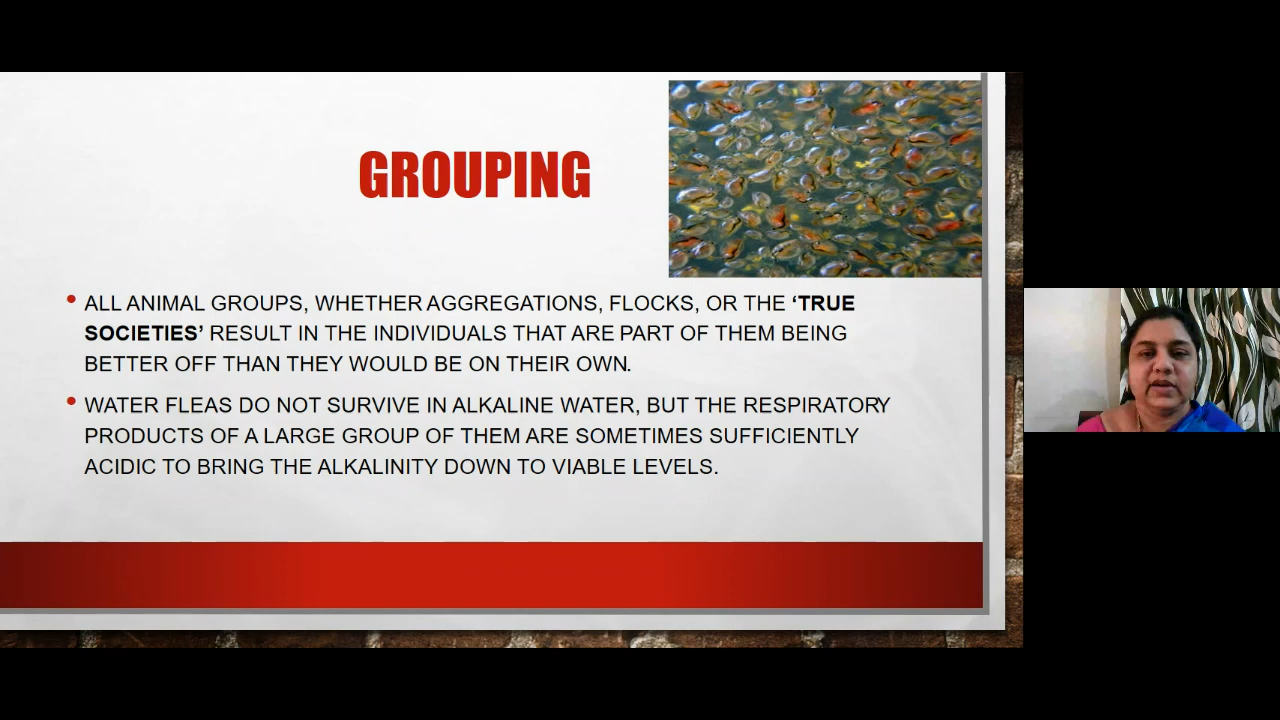 GROUPING
• ALL ANIMAL GROUPS, WHETHER AGGREGATIONS, FLOCKS, OR THE ‘TRUE
SOCIETIES’ RESULT IN THE INDIVIDUALS THAT ARE PART OF THEM BEING
BETTER OFF THAN THEY WOULD BE ON THEIR OWN.
• WATER FLEAS DO NOT SURVIVE IN ALKALINE WATER, BUT THE RESPIRATORY
PRODUCTS OF A LARGE GROUP OF THEM ARE SOMETIMES SUFFICIENTLY
ACIDIC TO BRING THE ALKALINITY DOWN TO VIABLE LEVELS.